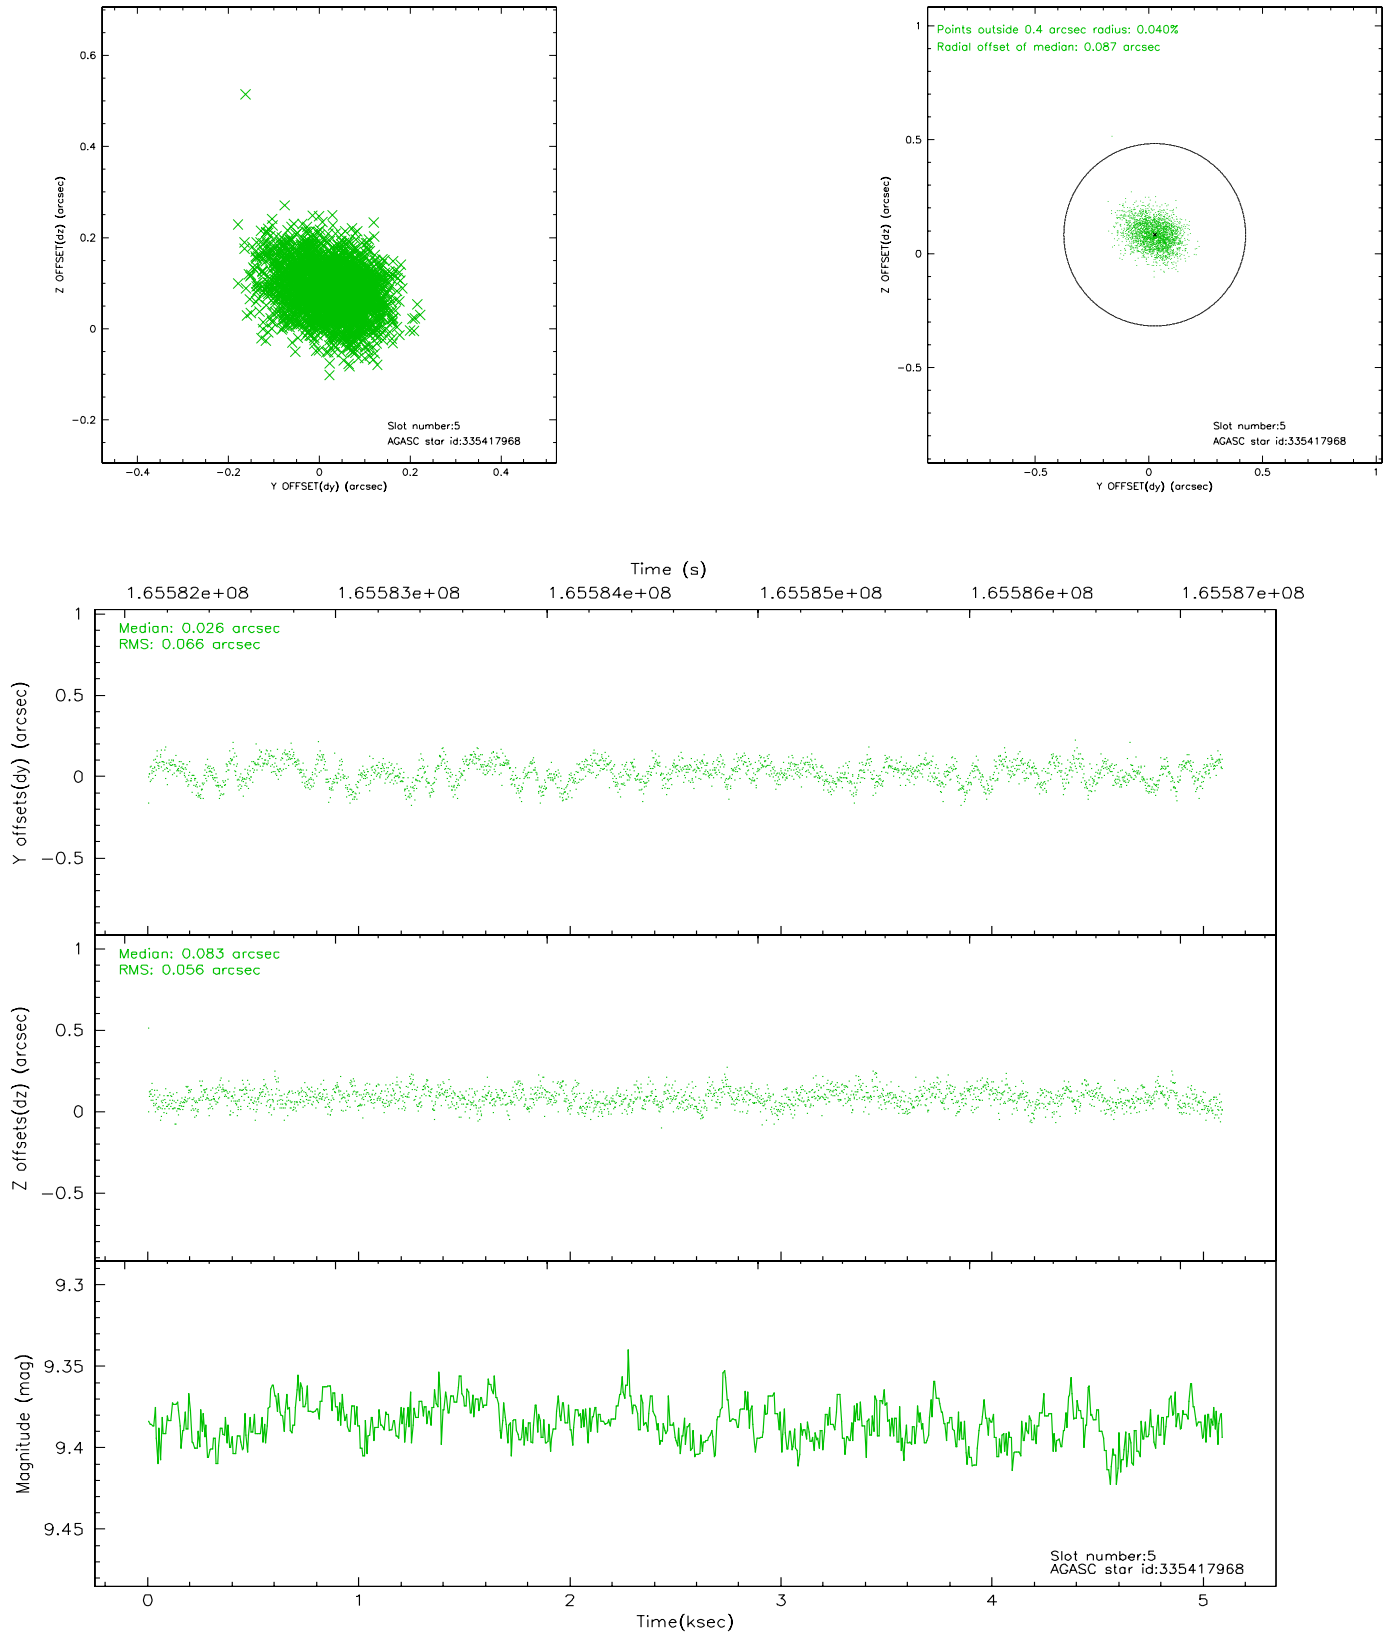 0.6
0.4
0.2
0
−0.2
Z OFFSET(dz) (arcsec)
Slot number:5
AGASC star id:335417968
−0.4 −0.2 0 0.2 0.4
Y OFFSET(dy) (arcsec)
Points outside 0.4 arcsec radius: 0.040%
Radial offset of median: 0.087 arcsec
1
0.5
0
−0.5
Z OFFSET(dz) (arcsec)
Slot number:5
AGASC star id:335417968
−0.5 0 0.5 1
Y OFFSET(dy) (arcsec)
Time (s)
1.65582e+08 1.65583e+08 1.65584e+08 1.65585e+08 1.65586e+08 1.65587e+08
Median: 0.026 arcsec
RMS: 0.066 arcsec
1
0.5
0
−0.5
Y offsets(dy) (arcsec)
Median: 0.083 arcsec
RMS: 0.056 arcsec
1
0.5
0
−0.5
Z offsets(dz) (arcsec)
9.3
9.35
9.4
9.45
Magnitude (mag)
Slot number:5
AGASC star id:335417968
0 1 2 3 4 5
Time(ksec)